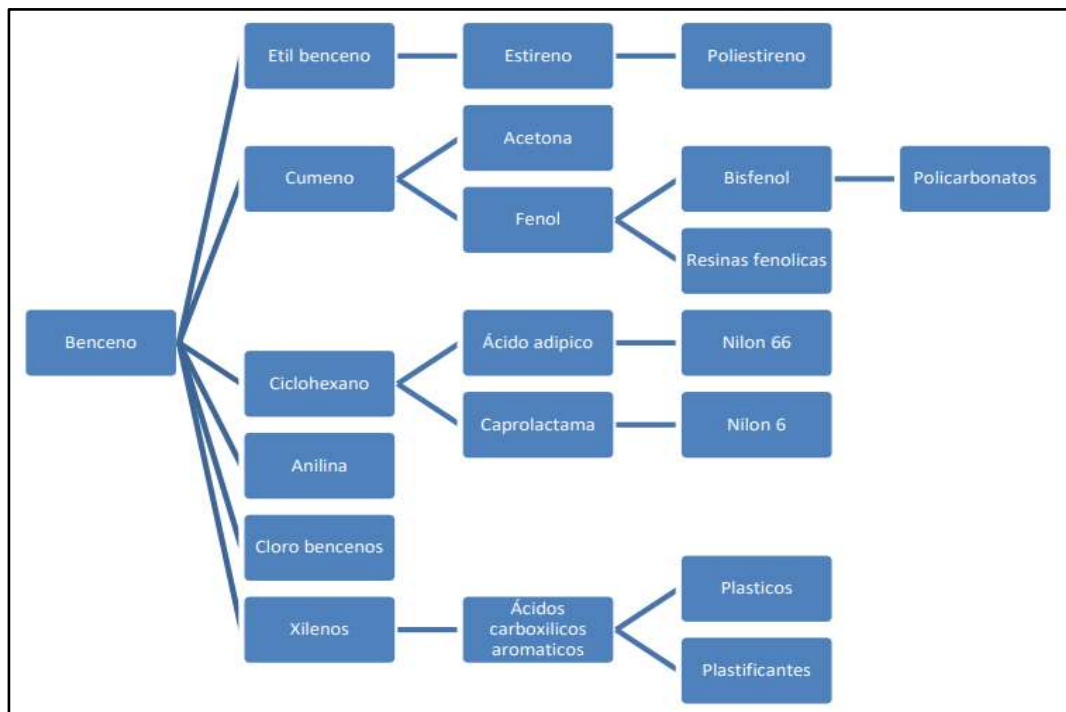 Etil benceno
Estireno
Poliestireno
Acetona
Cumeno
Bisfenol
Policarbonatos
Fenol
Resinas fenolicas
Benceno
Ácido adipico
Nilon 66
Ciclohexano
Caprolactama
Nilon 6
Anilina
Cloro bencenos
Plasticos
Xilenos
Ácidos
carboxilicos
aromaticos
Plastificantes